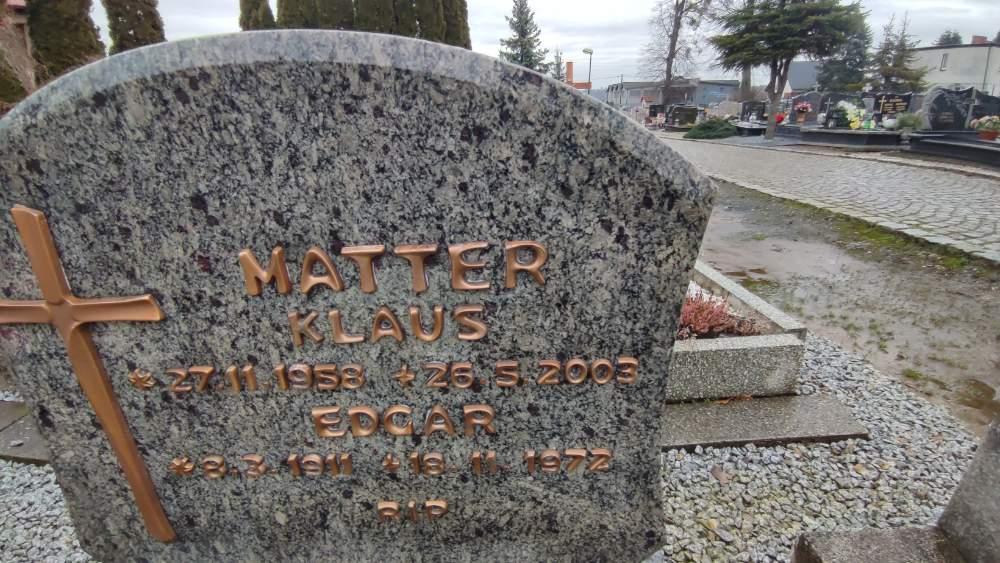 MATTER
KLAUS
* 27.11.1958 + 26.5.2003
EDGAR
* 8.3.1911 + 18.11.1972
RIP